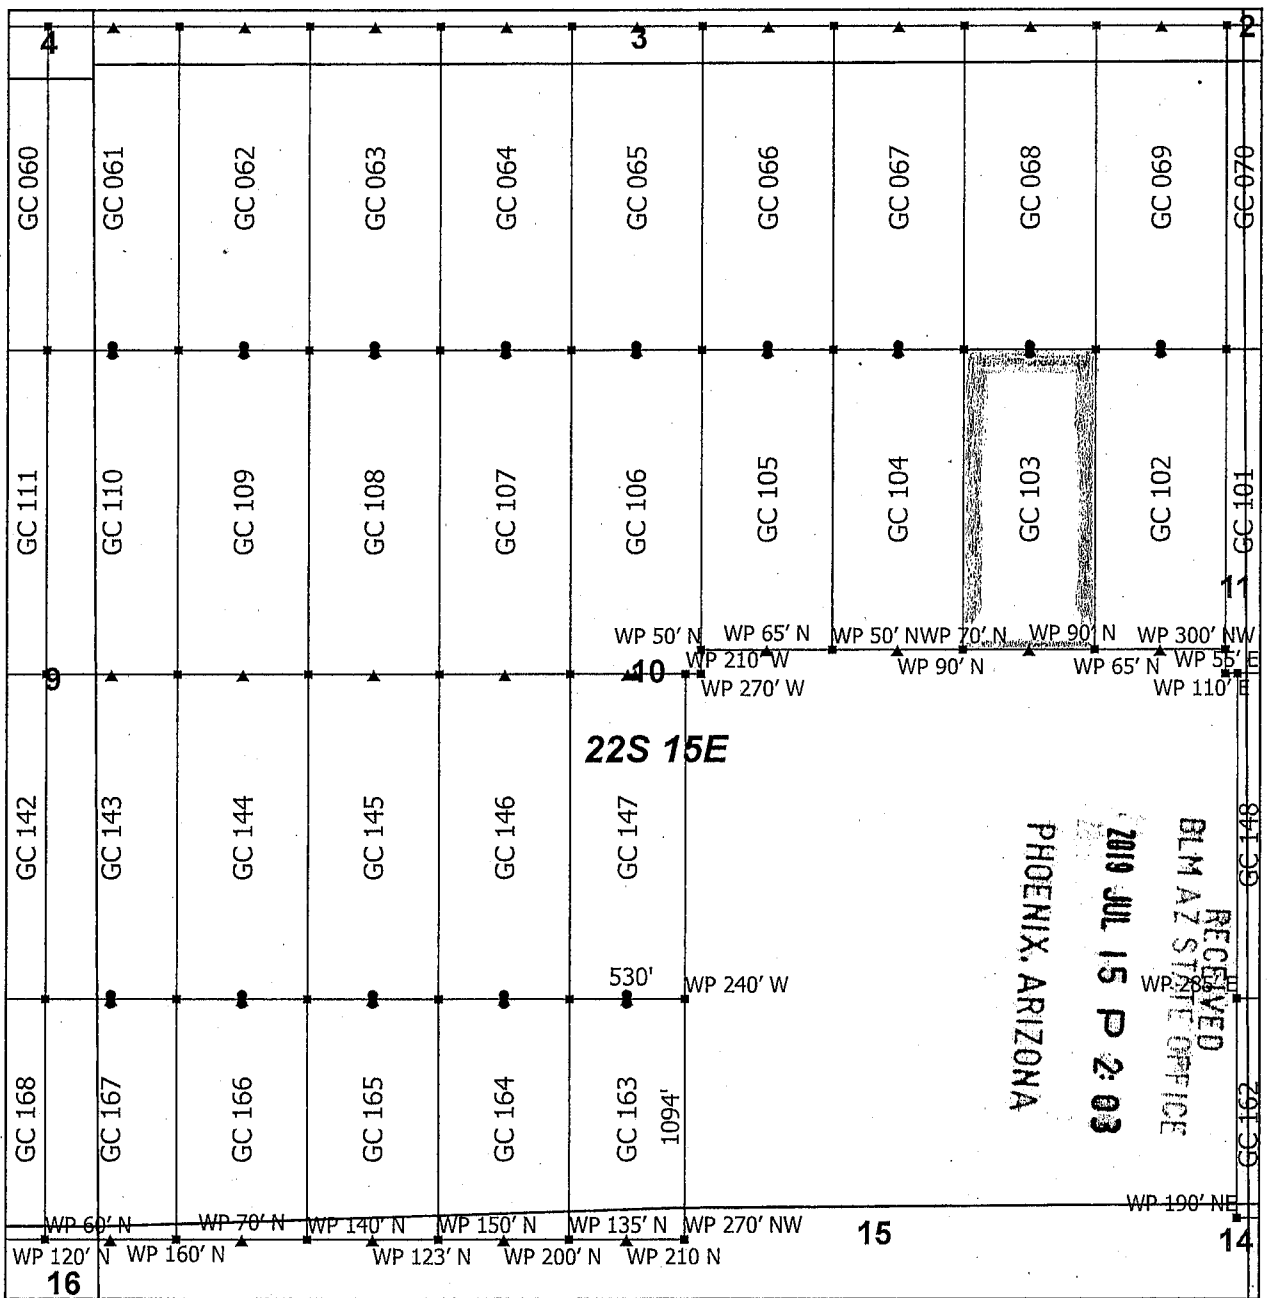 4
3
2
GC 060
GC 061
GC 062
GC 063
GC 064
GC 065
GC 066
GC 067
GC 068
GC 069
GC 070
GC 111
GC 110
GC 109
GC 108
GC 107
GC 106
GC 105
GC 104
GC 103
GC 102
GC 101
11
WP 50' N
WP 65' N
WP 50' NW
WP 70' N
WP 90' N
WP 300' NW
WP 210' W
WP 90' N
WP 65' N
WP 55' E
9
10
WP 270' W
WP 110' E
22S 15E
GC 142
GC 143
GC 144
GC 145
GC 146
GC 147
GC 148
RECEIVED
BLM AZ STATE OFFICE
2019 JUL 15 P 2:03
PHOENIX, ARIZONA
530'
WP 240' W
WP 285' E
GC 168
GC 167
GC 166
GC 165
GC 164
GC 163
1094'
GC 162
WP 190' NE
WP 60' N
WP 70' N
WP 140' N
WP 150' N
WP 135' N
WP 270' NW
15
14
WP 120' N
WP 160' N
WP 123' N
WP 200' N
WP 210 N
16